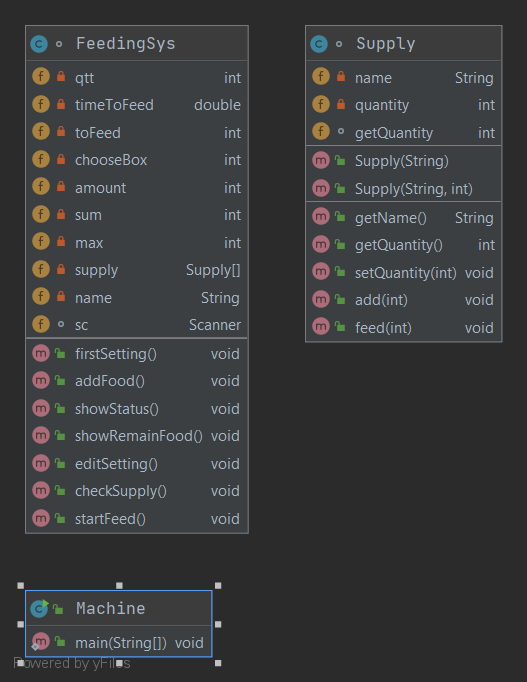 FeedingSys
qtt int
timeToFeed double
toFeed int
chooseBox int
amount int
sum int
max int
supply Supply[]
name String
sc Scanner
firstSetting() void
addFood() void
showStatus() void
showRemainFood() void
editSetting() void
checkSupply() void
startFeed() void
Supply
name String
quantity int
getQuantity int
Supply(String)
Supply(String, int)
getName() String
getQuantity() int
setQuantity(int) void
add(int) void
feed(int) void
Machine
main(String[]) void
Powered by yFiles